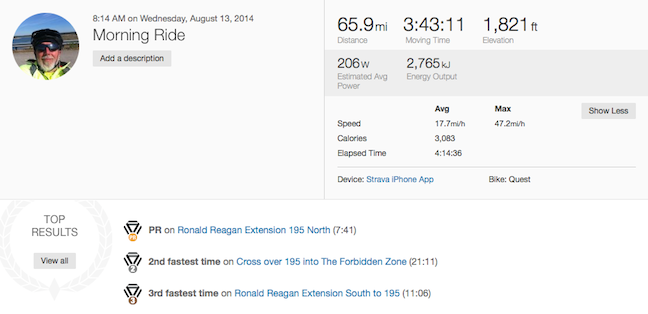 8:14 AM on Wednesday, August 13, 2014
Morning Ride
Add a description
65.9mi 3:43:11 1,821ft
Distance Moving Time Elevation
206W 2,765kJ
Estimated Avg Power Energy Output
Avg Max
Show Less
Speed 17.7mi/h 47.2mi/h
Calories 3,083
Elapsed Time 4:14:36
Device: Strava iPhone App Bike: Quest
TOP
RESULTS
View all
PR on Ronald Reagan Extension 195 North (7:41)
2nd fastest time on Cross over 195 into The Forbidden Zone (21:11)
3rd fastest time on Ronald Reagan Extension South to 195 (11:06)
PR
2
3